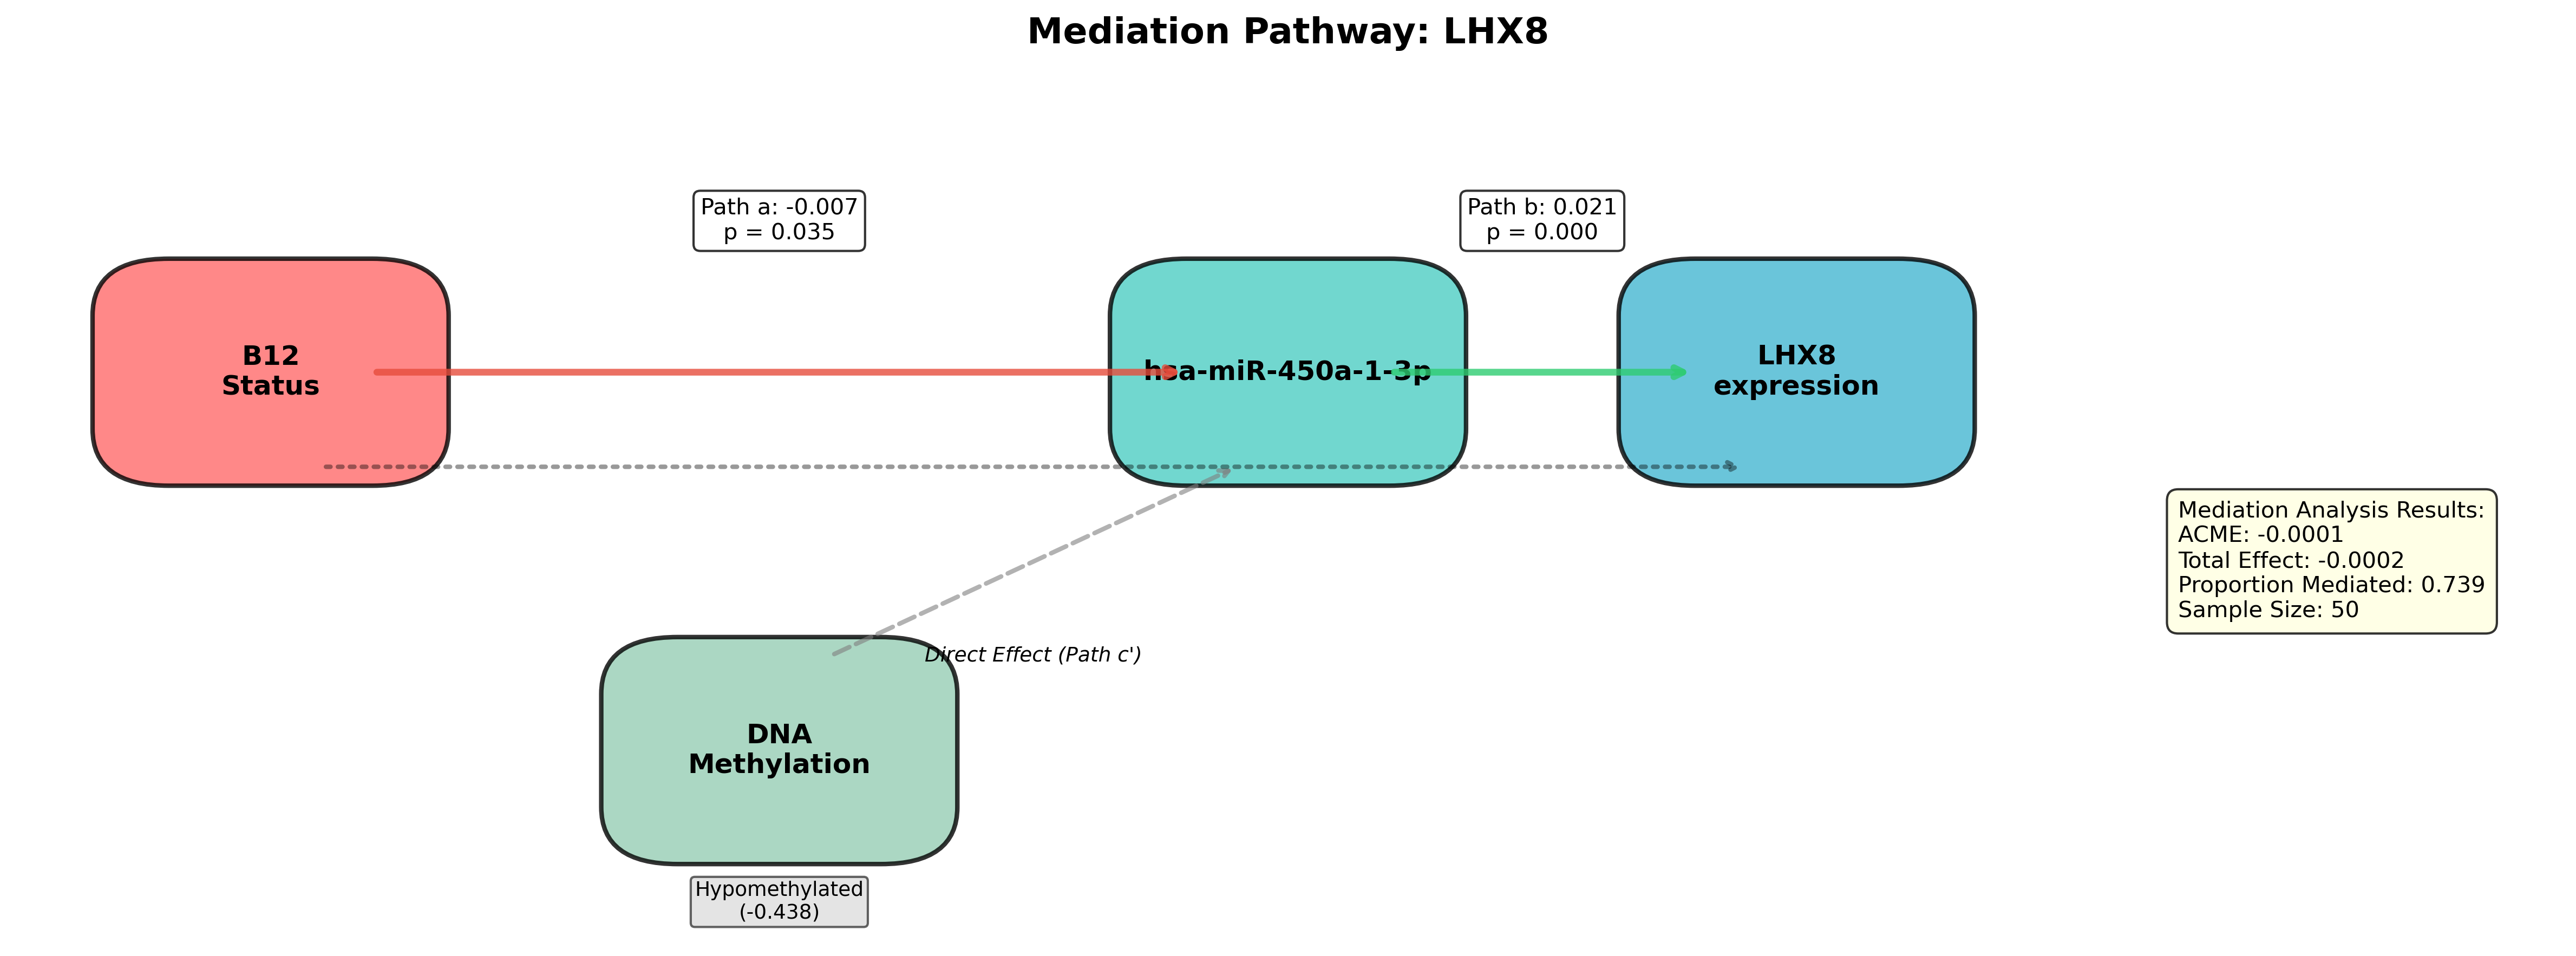 Mediation Pathway: LHX8
Path a: -0.007
p = 0.035
Path b: 0.021
p = 0.000
B12
Status
hsa-miR-450a-1-3p
LHX8
expression
Mediation Analysis Results:
ACME: -0.0001
Total Effect: -0.0002
Proportion Mediated: 0.739
Sample Size: 50
Direct Effect (Path c')
DNA
Methylation
Hypomethylated
(-0.438)